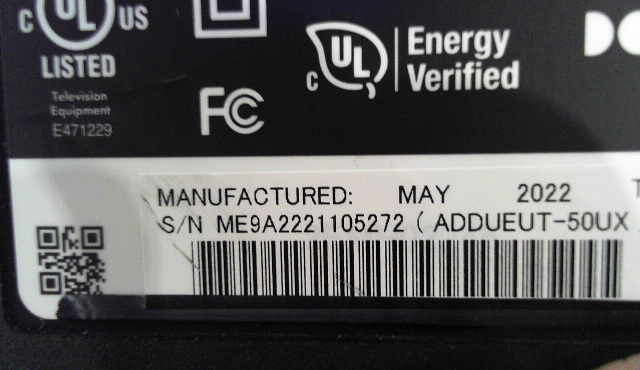 C UL US
LISTED
Television
Equipment
E471229
FC
C UL
Energy
Verified
MANUFACTURED: MAY 2022
S/N ME9A2221105272 ( ADDUEUT-50UX